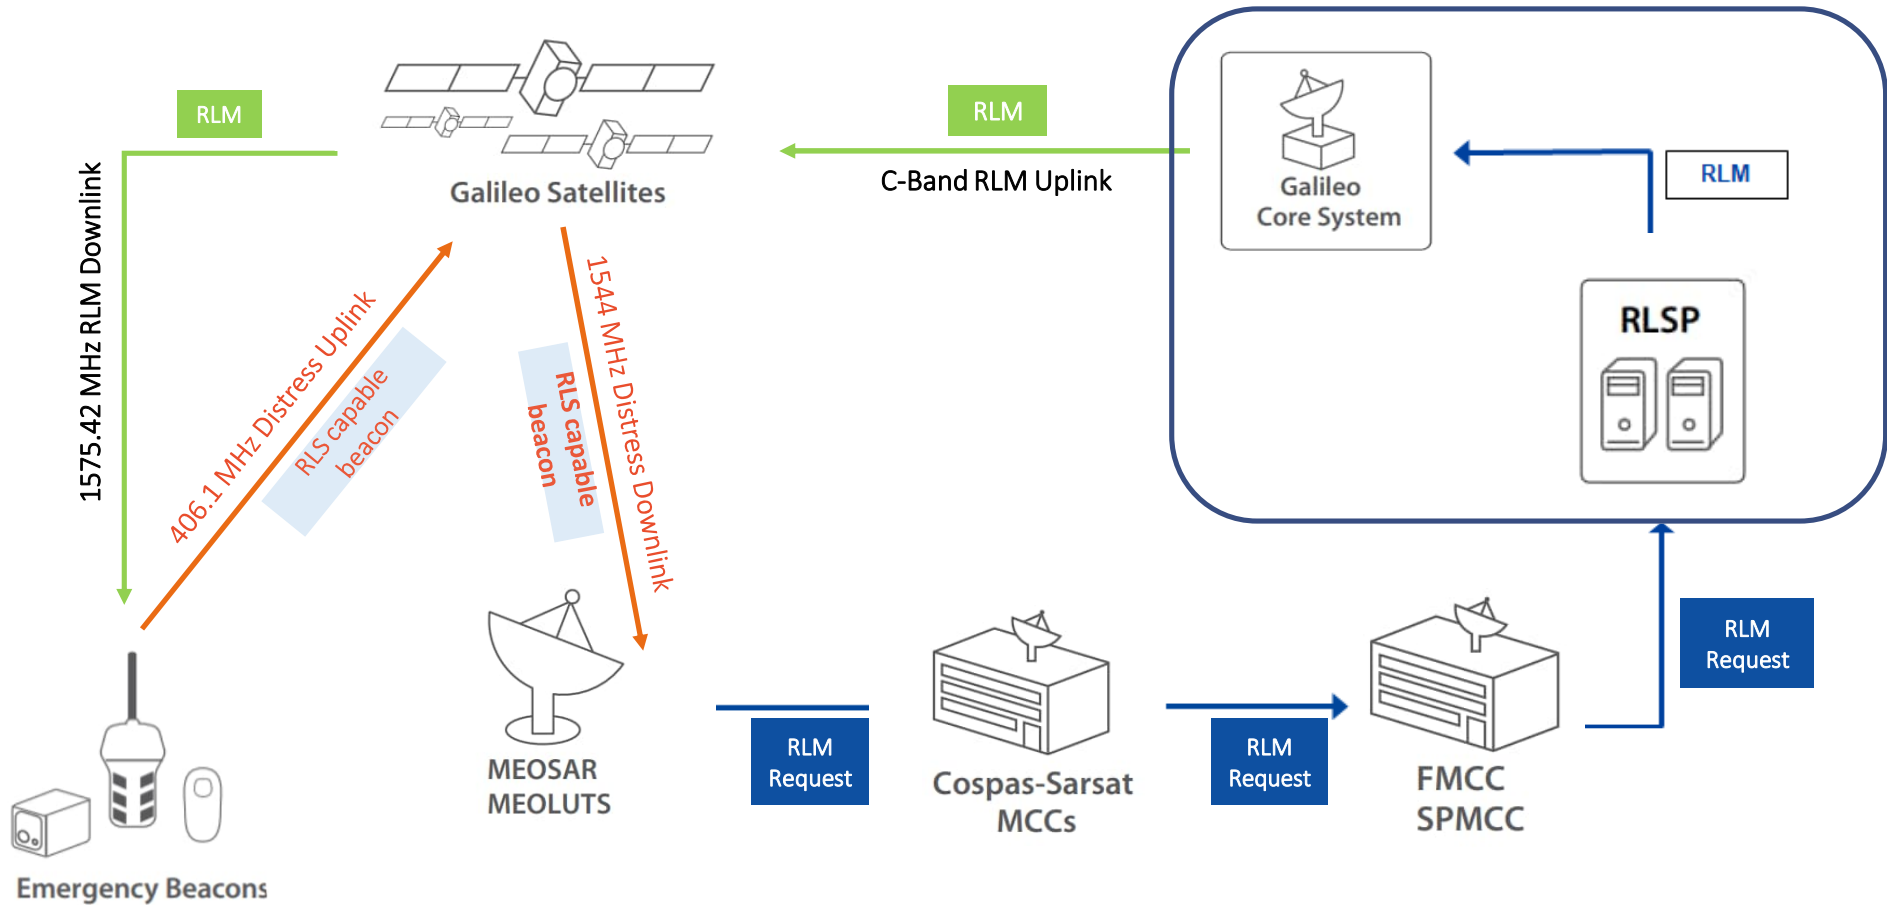 RLM
RLM
C-Band RLM Uplink
Galileo Satellites
Galileo
Core System
RLM
RLSP
1575.42 MHz RLM Downlink
406.1 MHz Distress Uplink
RLS capable
beacon
1544 MHz Distress Downlink
RLS capable
beacon
RLM
Request
MEOSAR
MEOLUTS
RLM
Request
Cospas-Sarsat
MCCs
RLM
Request
FMCC
SPMCC
Emergency Beacons